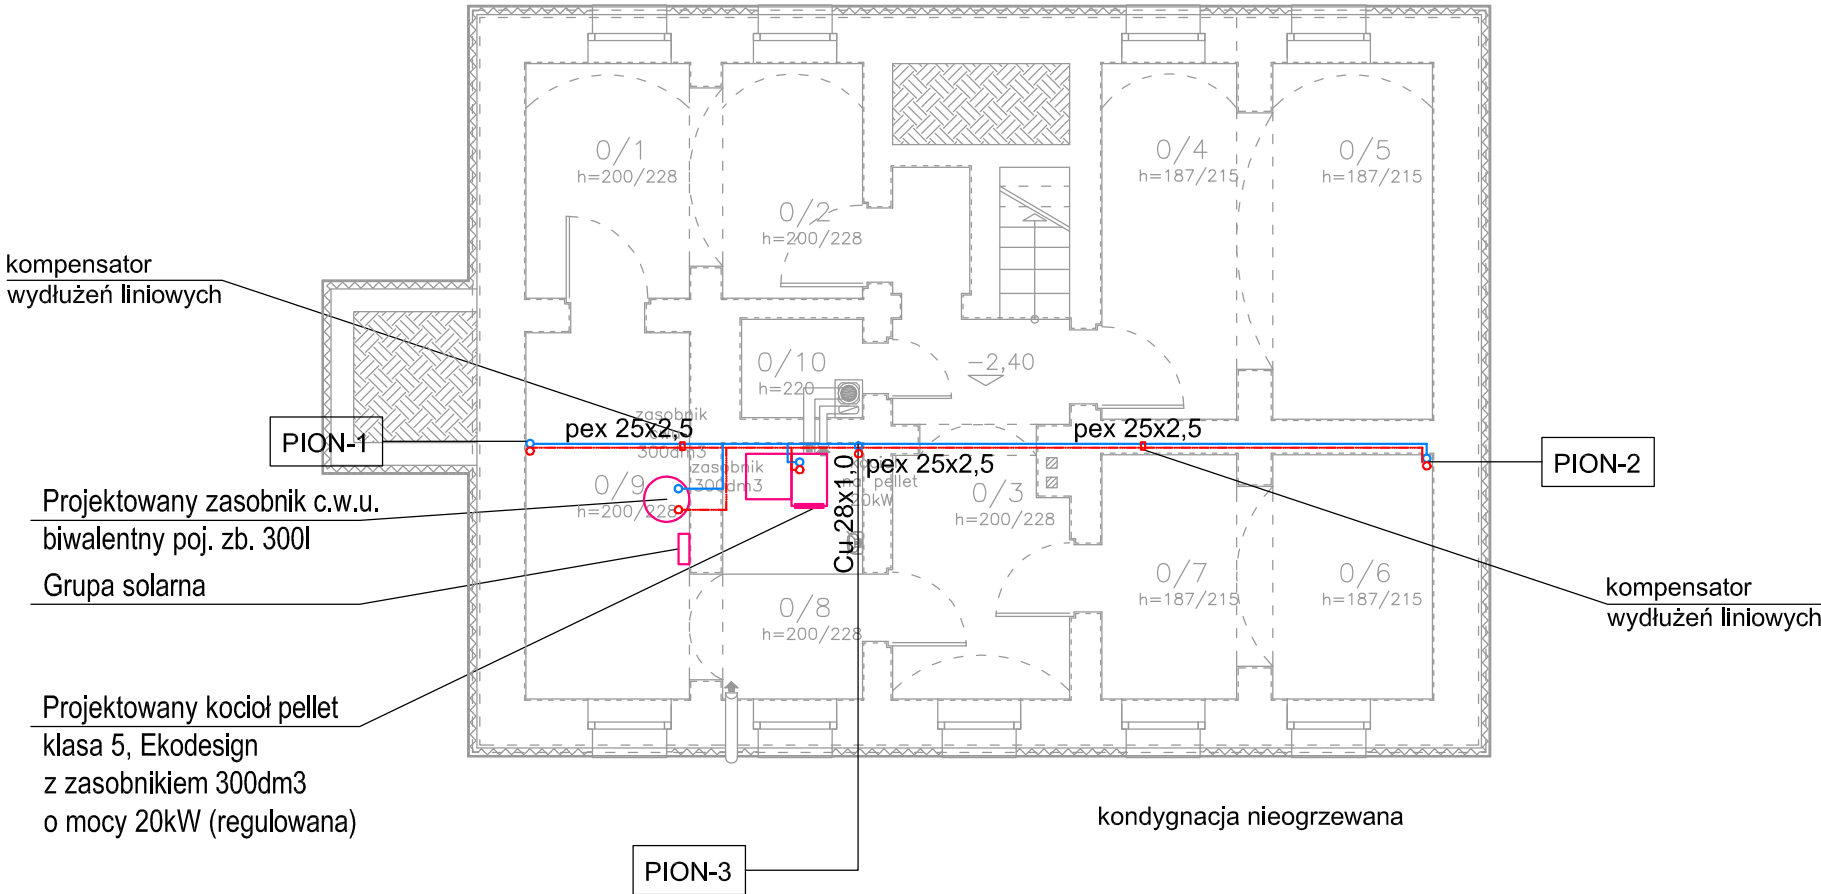 0/1
h=200/228
0/2
h=200/228
0/4
h=187/215
0/5
h=187/215
kompensator
wydłużeń liniowych
0/10
h=220
-2,40
zasobnik
300dm3
pex 25x2,5
pex 25x2,5
PION-1
pex 25x2,5
PION-2
zasobnik
300dm3
pellet
20kW
Cu 28x1,0
0/9
h=200/228
0/3
h=200/228
Projektowany zasobnik c.w.u.
biwalentny poj. zb. 300l
Grupa solarna
0/8
h=200/228
0/7
h=187/215
0/6
h=187/215
kompensator
wydłużeń liniowych
Projektowany kocioł pellet
klasa 5, Ekodesign
z zasobnikiem 300dm3
o mocy 20kW (regulowana)
kondygnacja nieogrzewana
PION-3